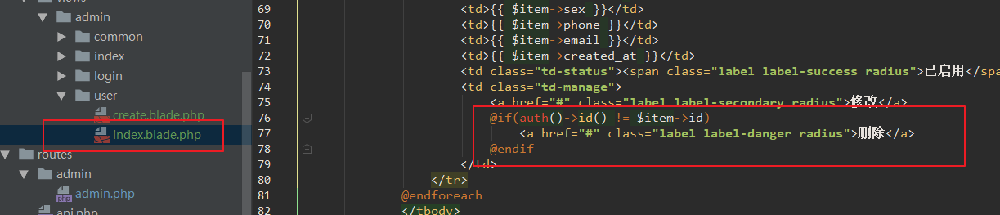 views
admin
common
index
login
user
create.blade.php
index.blade.php
routes
admin
admin.php
api.php
69 <td>{{ $item->sex }}</td>
70 <td>{{ $item->phone }}</td>
71 <td>{{ $item->email }}</td>
72 <td>{{ $item->created_at }}</td>
73 <td class="td-status"><span class="label label-success radius">已启用</spa
74 <td class="td-manage">
75 <a href="#" class="label label-secondary radius">修改</a>
76 @if(auth()->id() != $item->id)
77 <a href="#" class="label label-danger radius">删除</a>
78 @endif
79 </td>
80 </tr>
81 @endforeach
82 </tbody>